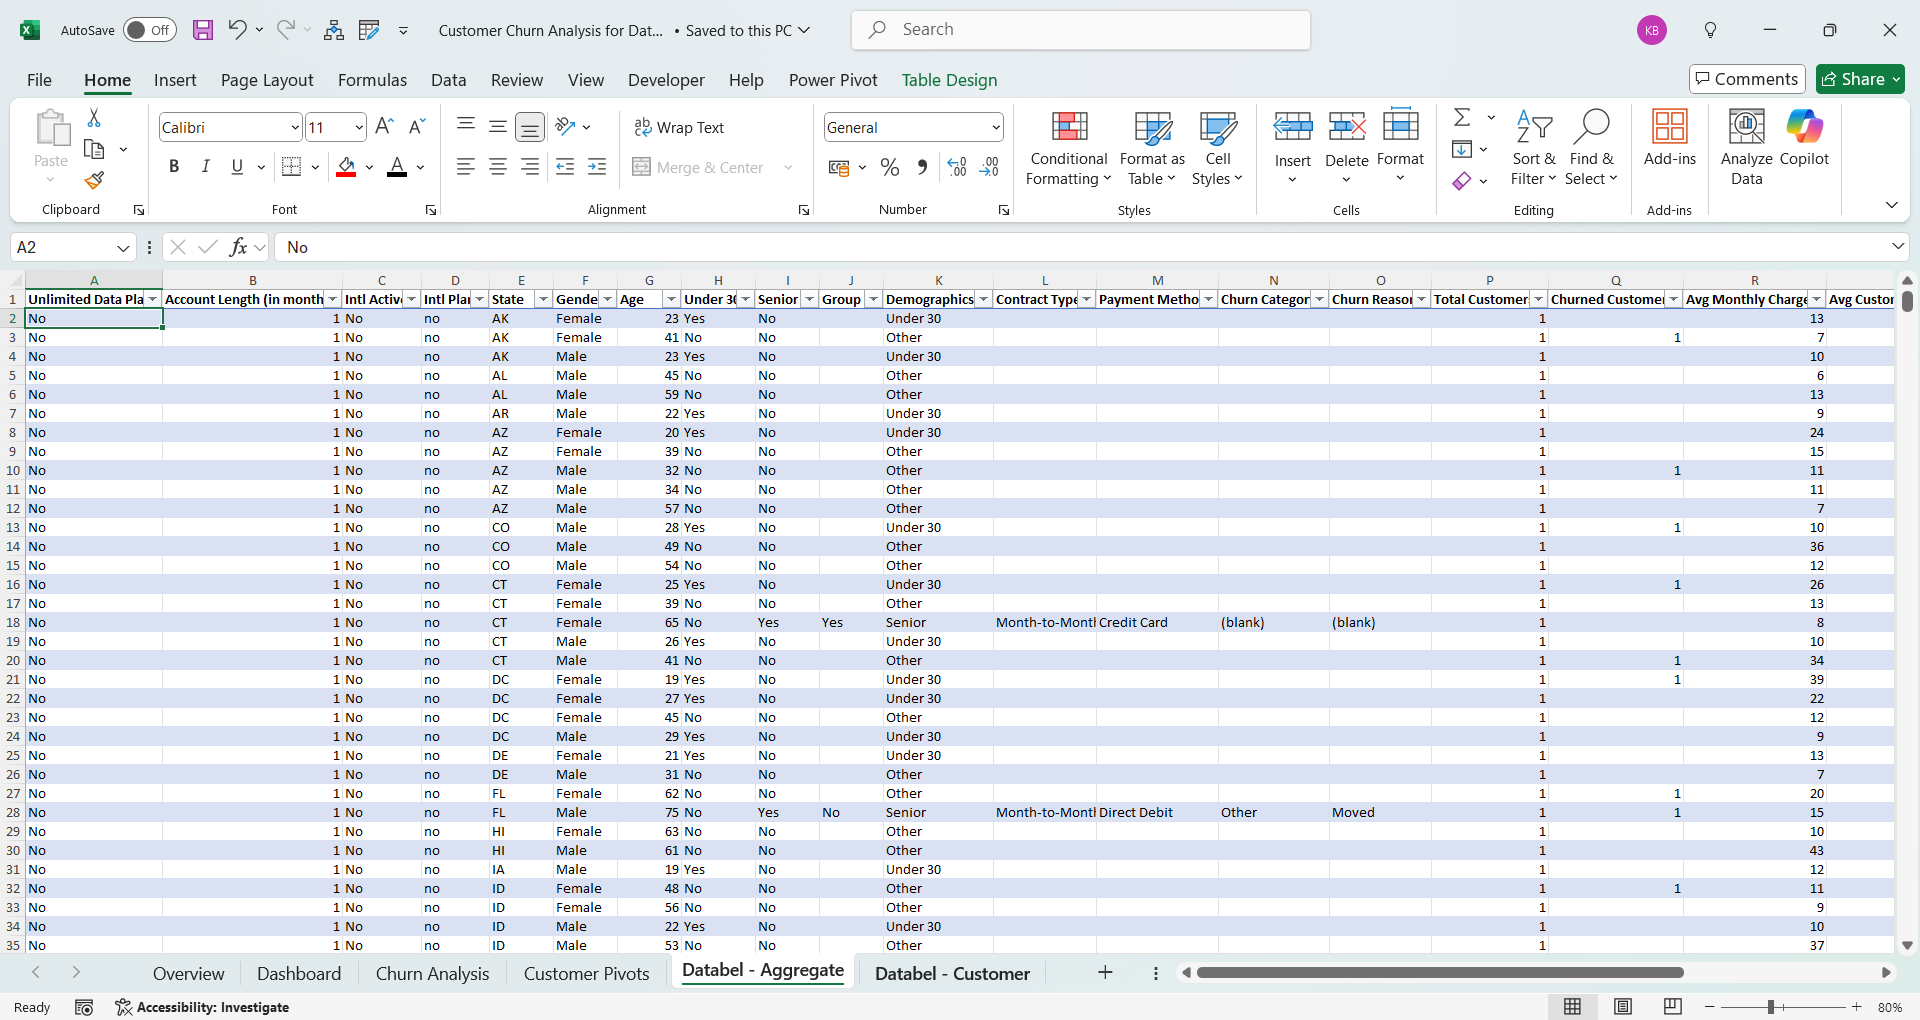 AutoSave Off Customer Churn Analysis for Dat... • Saved to this PC Search KB
File Home Insert Page Layout Formulas Data Review View Developer Help Power Pivot Table Design Comments Share
Paste Calibri 11 Wrap Text General Conditional Formatting Format as Table Cell Styles Insert Delete Format Sort & Filter Find & Select Add-ins Analyze Data Copilot
B I U Merge & Center % 
Clipboard Font Alignment Number Styles Cells Editing Add-ins
A2 fx No
A B C D E F G H I J K L M N O P Q R
1 Unlimited Data Pla Account Length (in month Intl Activ Intl Plan State Gende Age Under 30 Senior Group Demographics Contract Type Payment Metho Churn Categor Churn Reason Total Customer Churned Customer Avg Monthly Charge Avg Custor
2 No 1 No no AK Female 23 Yes No Under 30 1 13
3 No 1 No no AK Female 41 No No Other 1 1 7
4 No 1 No no AK Male 23 Yes No Under 30 1 10
5 No 1 No no AL Male 45 No No Other 1 6
6 No 1 No no AL Male 59 No No Other 1 13
7 No 1 No no AR Male 22 Yes No Under 30 1 9
8 No 1 No no AZ Female 20 Yes No Under 30 1 24
9 No 1 No no AZ Female 39 No No Other 1 15
10 No 1 No no AZ Male 32 No No Other 1 1 11
11 No 1 No no AZ Male 34 No No Other 1 11
12 No 1 No no AZ Male 57 No No Other 1 7
13 No 1 No no CO Male 28 Yes No Under 30 1 1 10
14 No 1 No no CO Male 49 No No Other 1 36
15 No 1 No no CO Male 54 No No Other 1 12
16 No 1 No no CT Female 25 Yes No Under 30 1 1 26
17 No 1 No no CT Female 39 No No Other 1 13
18 No 1 No no CT Female 65 No Yes Yes Senior Month-to-Montl Credit Card (blank) (blank) 1 8
19 No 1 No no CT Male 26 Yes No Under 30 1 10
20 No 1 No no CT Male 41 No No Other 1 1 34
21 No 1 No no DC Female 19 Yes No Under 30 1 1 39
22 No 1 No no DC Female 27 Yes No Under 30 1 22
23 No 1 No no DC Female 45 No No Other 1 12
24 No 1 No no DC Male 29 Yes No Under 30 1 9
25 No 1 No no DE Female 21 Yes No Under 30 1 13
26 No 1 No no DE Male 31 No No Other 1 7
27 No 1 No no FL Female 62 No No Other 1 1 20
28 No 1 No no FL Male 75 No Yes No Senior Month-to-Montl Direct Debit Other Moved 1 1 15
29 No 1 No no HI Female 63 No No Other 1 10
30 No 1 No no HI Male 61 No No Other 1 43
31 No 1 No no IA Male 19 Yes No Under 30 1 12
32 No 1 No no ID Female 48 No No Other 1 1 11
33 No 1 No no ID Female 56 No No Other 1 9
34 No 1 No no ID Male 22 Yes No Under 30 1 10
35 No 1 No no ID Male 53 No No Other 1 37
Overview Dashboard Churn Analysis Customer Pivots Databel - Aggregate Databel - Customer
Ready Accessibility: Investigate 80%